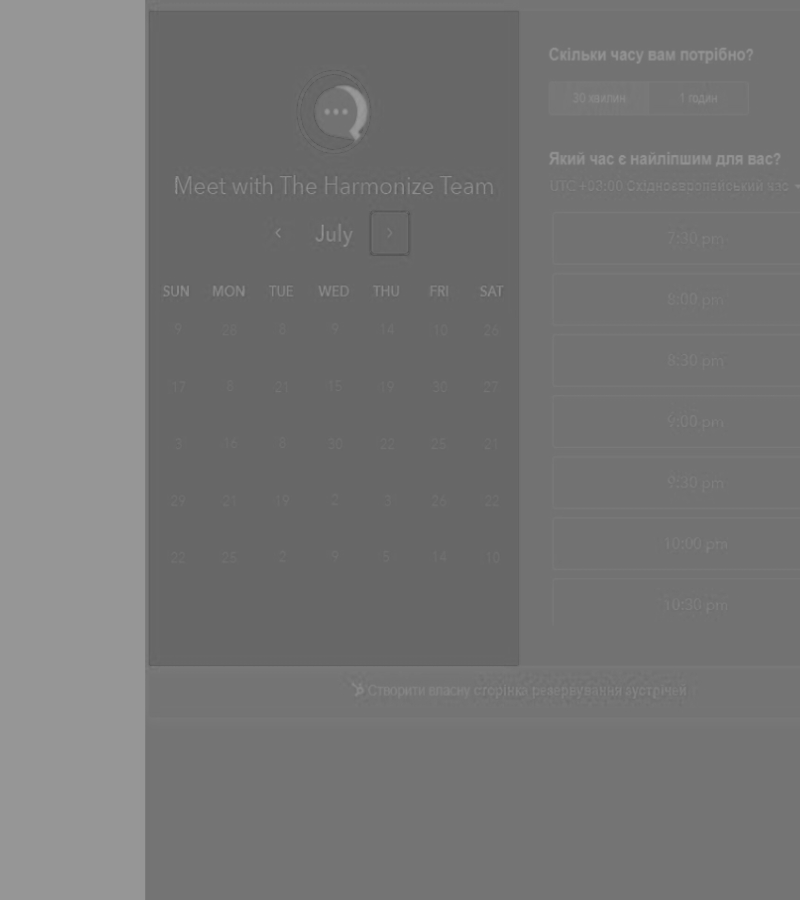 Meet with The Harmonize Team
July
SUN MON TUE WED THU FRI SAT
9 28 8 9 14 10 26
17 8 21 15 19 30 27
3 16 8 30 22 25 21
29 21 19 2 3 26 22
22 25 2 9 5 14 10
Скільки часу вам потрібно?
30 хвилин 1 годин
Який час є найліпшим для вас?
UTC +03:00 Східноєвропейський час
7:30 pm
8:00 pm
8:30 pm
9:00 pm
9:30 pm
10:00 pm
10:30 pm
Створити власну сторінка резервування зустрічей